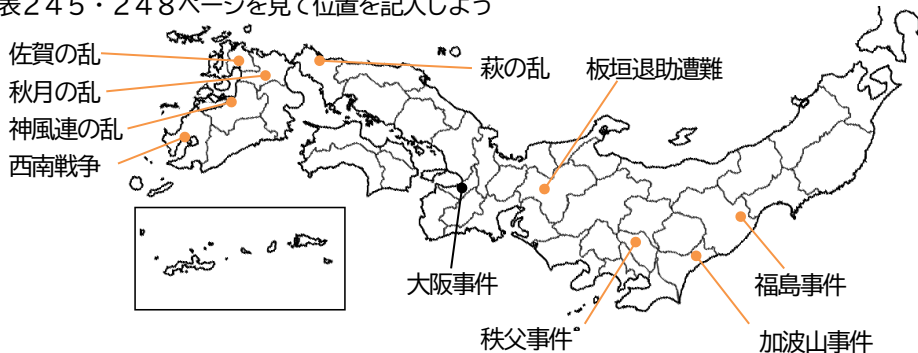 表２４５・２４８ページを見て位置を記入しよう
佐賀の乱
秋月の乱
神風連の乱
西南戦争
萩の乱
板垣退助遭難
大阪事件
秩父事件
福島事件
加波山事件